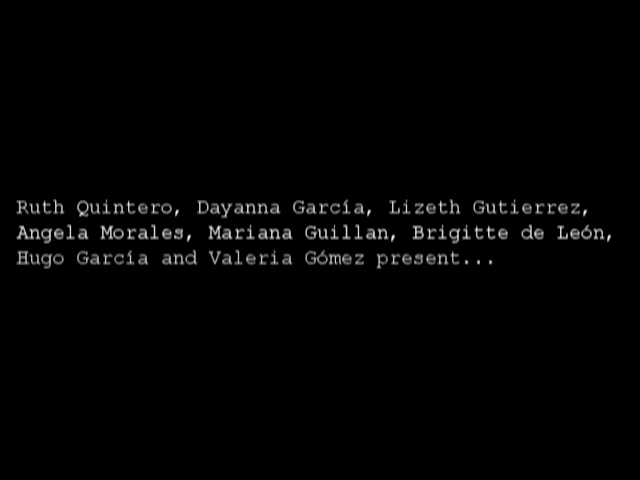 Ruth Quintero, Dayanna García, Lizeth Gutierrez,
Angela Morales, Mariana Guillan, Brigitte de León,
Hugo García and Valeria Gómez present...